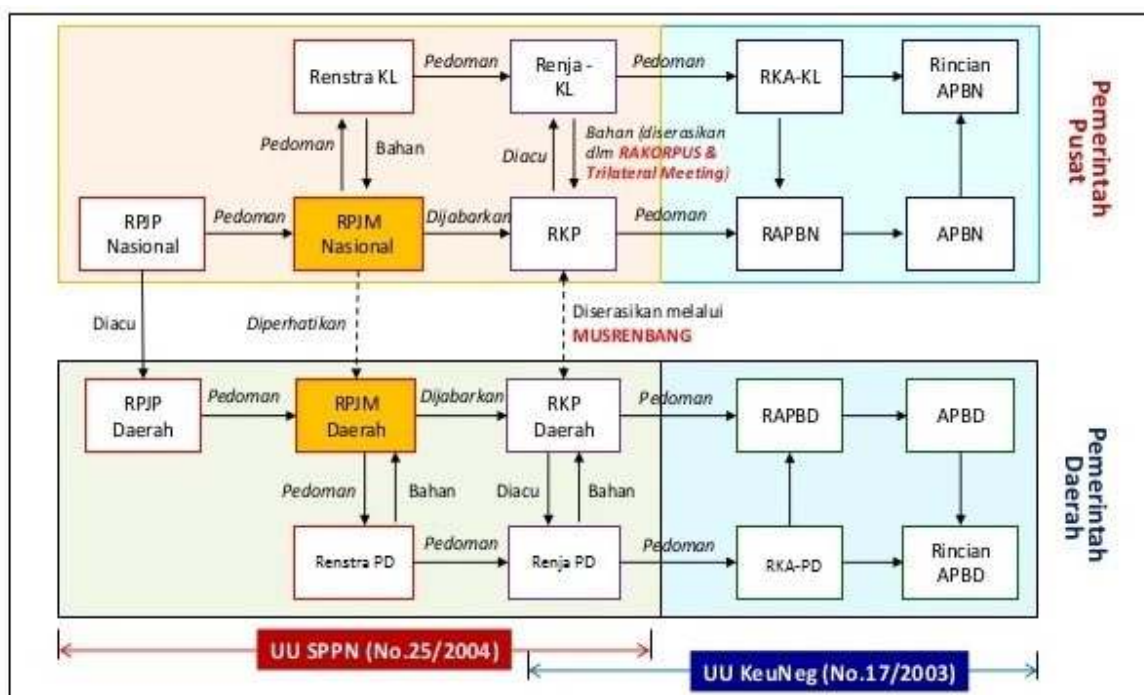 Renstra KL
Pedoman
Renja -
KL
Pedoman
RKA-KL
Rincian
APBN
Pedoman
Bahan
Diacu
Bahan (diserasikan
dlm RAKORPUS &
Trilateral Meeting)
RPJP
Nasional
Pedoman
RPJM
Nasional
Dijabarkan
RKP
Pedoman
RAPBN
APBN
Pemerintah
Pusat
Diacu
Diperhatikan
Diserasikan melalui
MUSRENBANG
RPJP
Daerah
Pedoman
RPJM
Daerah
Dijabarkan
RKP
Daerah
Pedoman
RAPBD
APBD
Pedoman
Bahan
Diacu
Bahan
Renstra PD
Pedoman
Renja PD
Pedoman
RKA-PD
Rincian
APBD
Pemerintah
Daerah
UU SPPN (No.25/2004)
UU KeuNeg (No.17/2003)